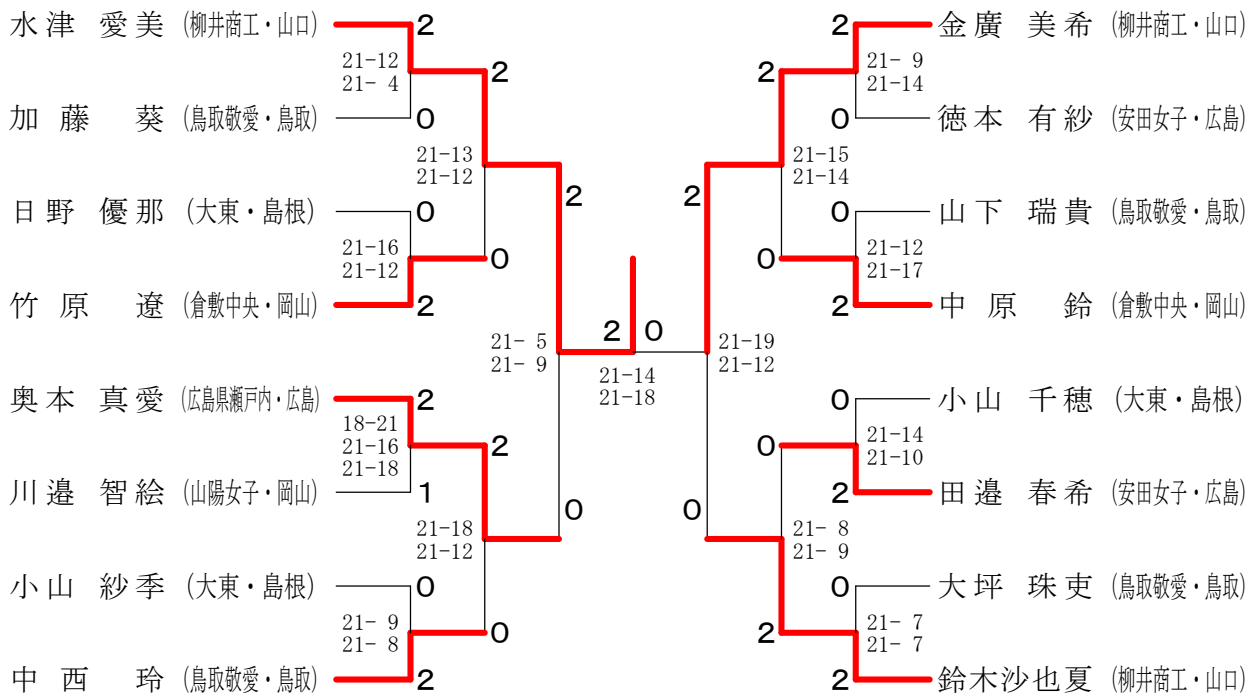 水津 愛美 (柳井商工・山口) 2 2 金廣 美希 (柳井商工・山口)
21-12 2 2 21- 9
21- 4 21-14
加藤 葵 (鳥取敬愛・鳥取) 0 0 徳本 有紗 (安田女子・広島)
21-13 21-15
21-12 21-14
日野 優那 (大東・島根) 0 2 2 0 山下 瑞貴 (鳥取敬愛・鳥取)
21-16 0 0 21-12
21-12 21-17
竹原 遼 (倉敷中央・岡山) 2 2 中原 鈴 (倉敷中央・岡山)
21- 5 2 0 21-19
21- 9 21-12
21-14
21-18
奥本 真愛 (広島県瀬戸内・広島) 2 0 小山 千穂 (大東・島根)
18-21
21-16 2 0 21-14
21-18 21-10
川邉 智絵 (山陽女子・岡山) 1 2 田邉 春希 (安田女子・広島)
0 0
21-18 21- 8
21-12 21- 9
小山 紗季 (大東・島根) 0 0 大坪 珠吏 (鳥取敬愛・鳥取)
21- 9 0 2 21- 7
21- 8 21- 7
中西 玲 (鳥取敬愛・鳥取) 2 2 鈴木沙也夏 (柳井商工・山口)